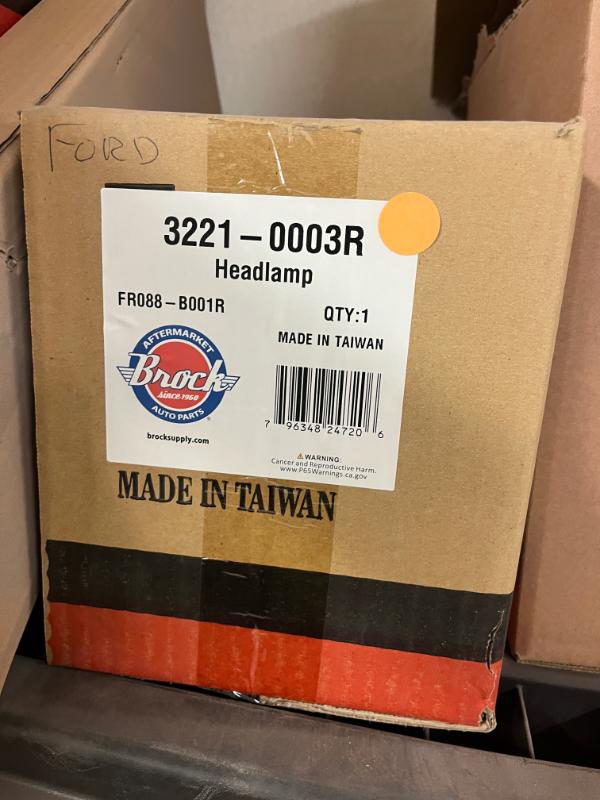 FORD
3221-0003R
Headlamp
FR088-B001R
QTY:1
MADE IN TAIWAN
AFTERMARKET
Brock
Since 1960
AUTO PARTS
®
brocksupply.com
7 96348 24720 6
⚠ WARNING:
Cancer and Reproductive Harm.
www.P65Warnings.ca.gov
MADE IN TAIWAN